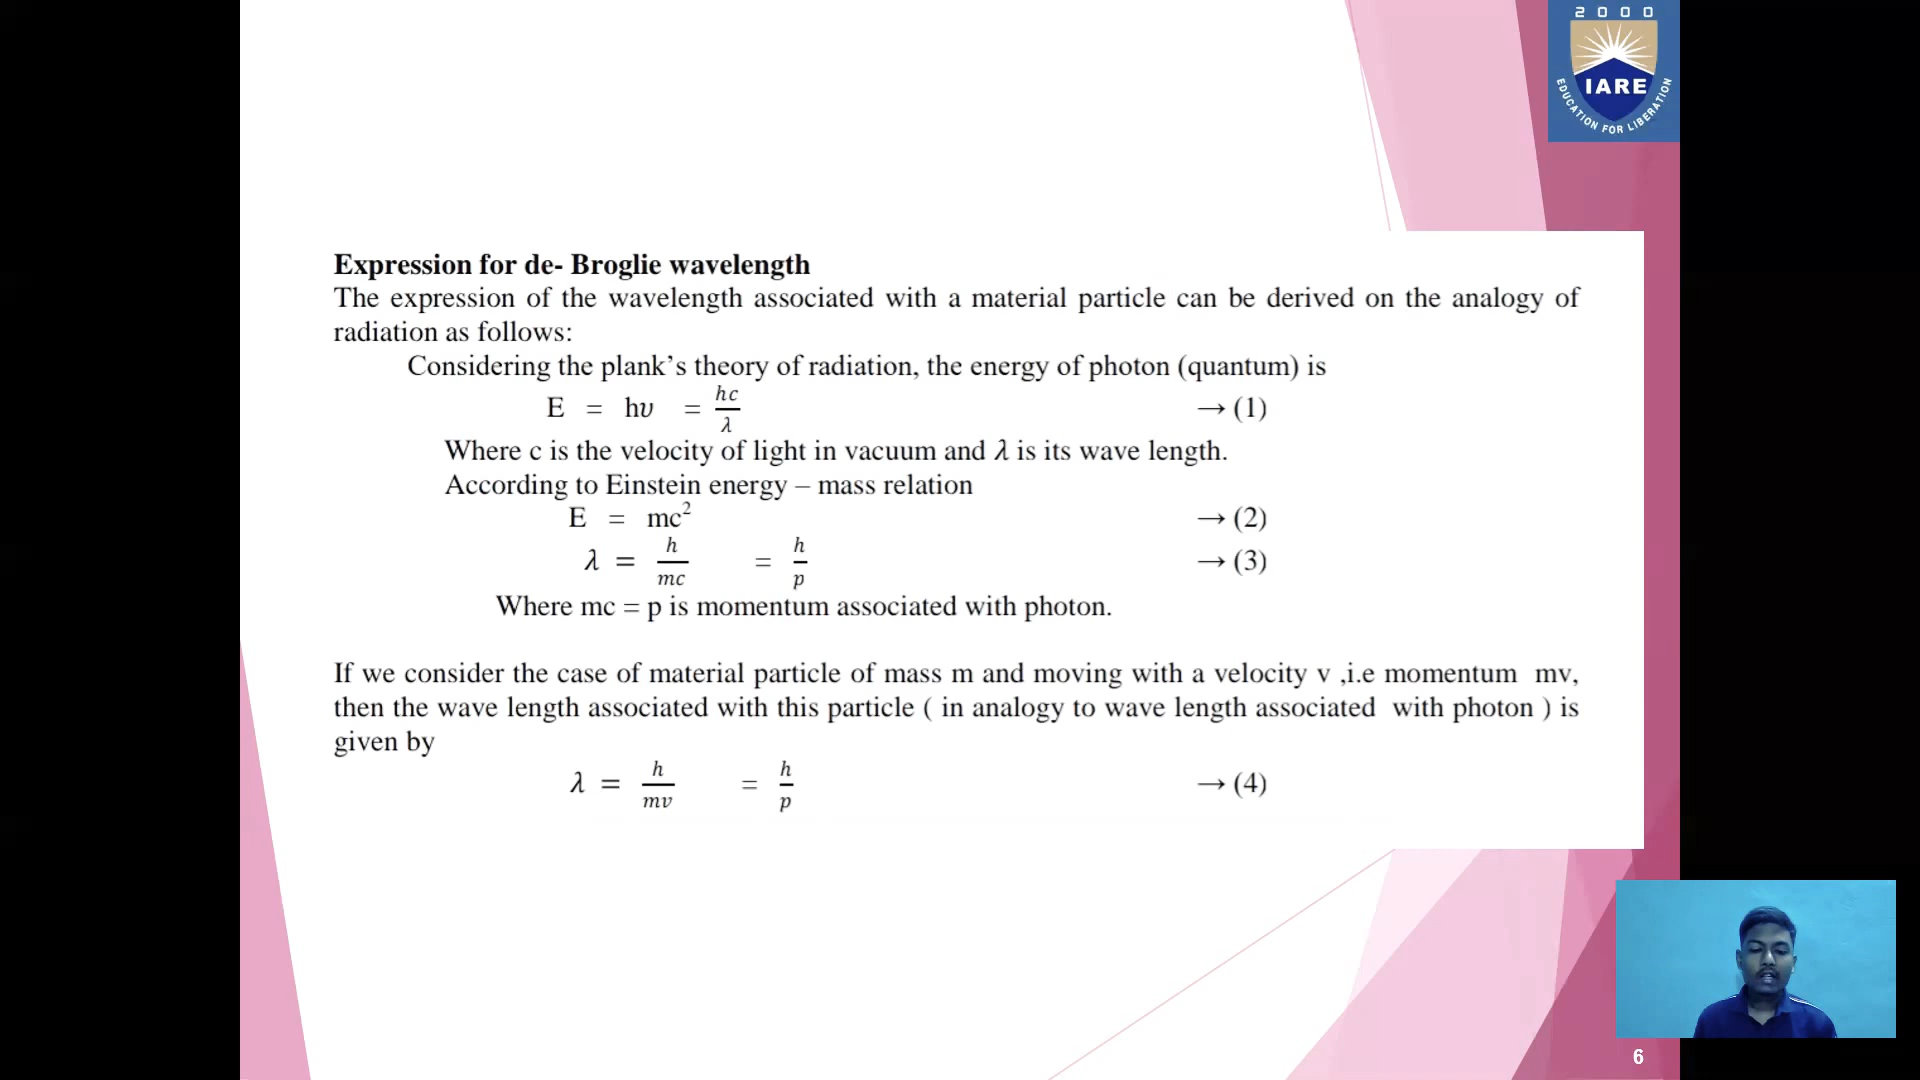 2000
IARE
EDUCATION FOR LIBERATION
Expression for de- Broglie wavelength
The expression of the wavelength associated with a material particle can be derived on the analogy of
radiation as follows:
Considering the plank’s theory of radiation, the energy of photon (quantum) is
E = hυ = hc/λ → (1)
Where c is the velocity of light in vacuum and λ is its wave length.
According to Einstein energy – mass relation
E = mc² → (2)
λ = h/mc = h/p → (3)
Where mc = p is momentum associated with photon.
If we consider the case of material particle of mass m and moving with a velocity v ,i.e momentum mv,
then the wave length associated with this particle ( in analogy to wave length associated with photon ) is
given by
λ = h/mv = h/p → (4)
6